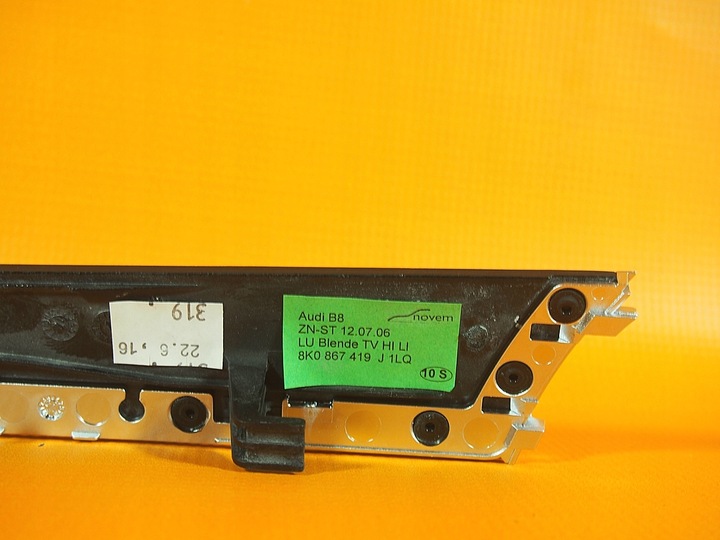 319
22.6.16
Audi B8
novem
ZN-ST 12.07.06
LU Blende TV HI LI
8K0 867 419 J 1LQ
10 S